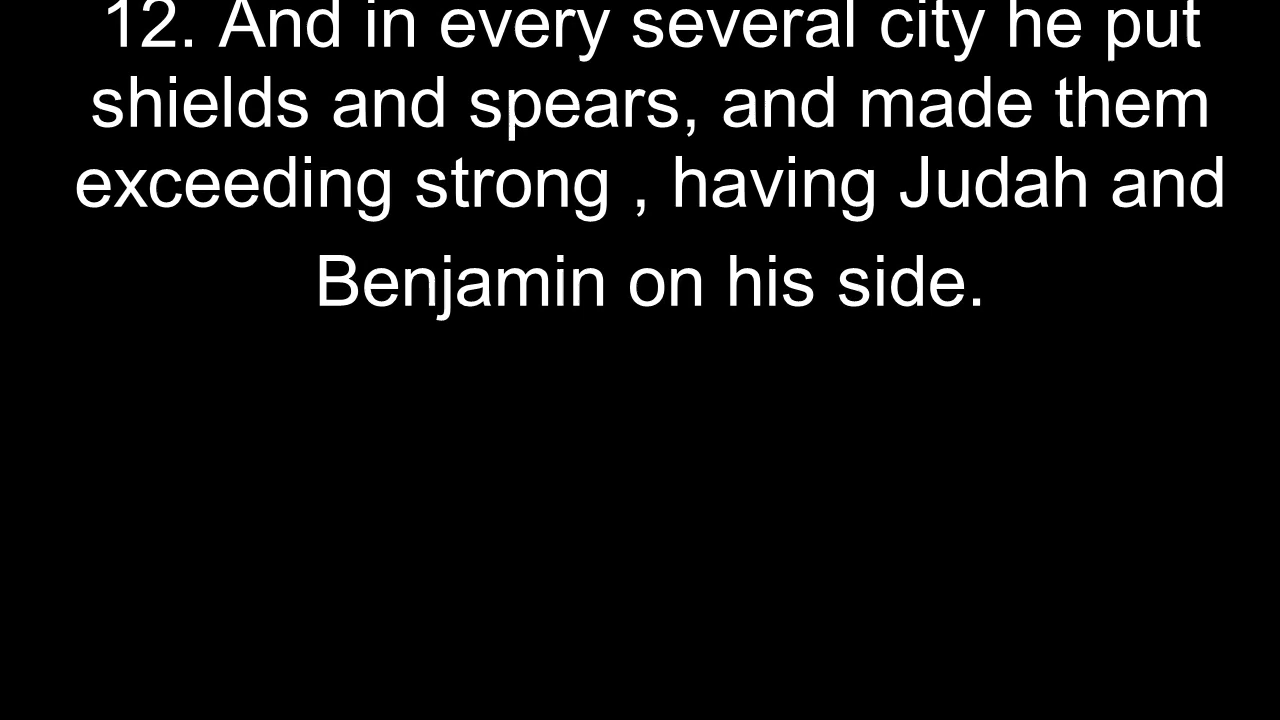 12. And in every several city he put
shields and spears, and made them
exceeding strong , having Judah and
Benjamin on his side.